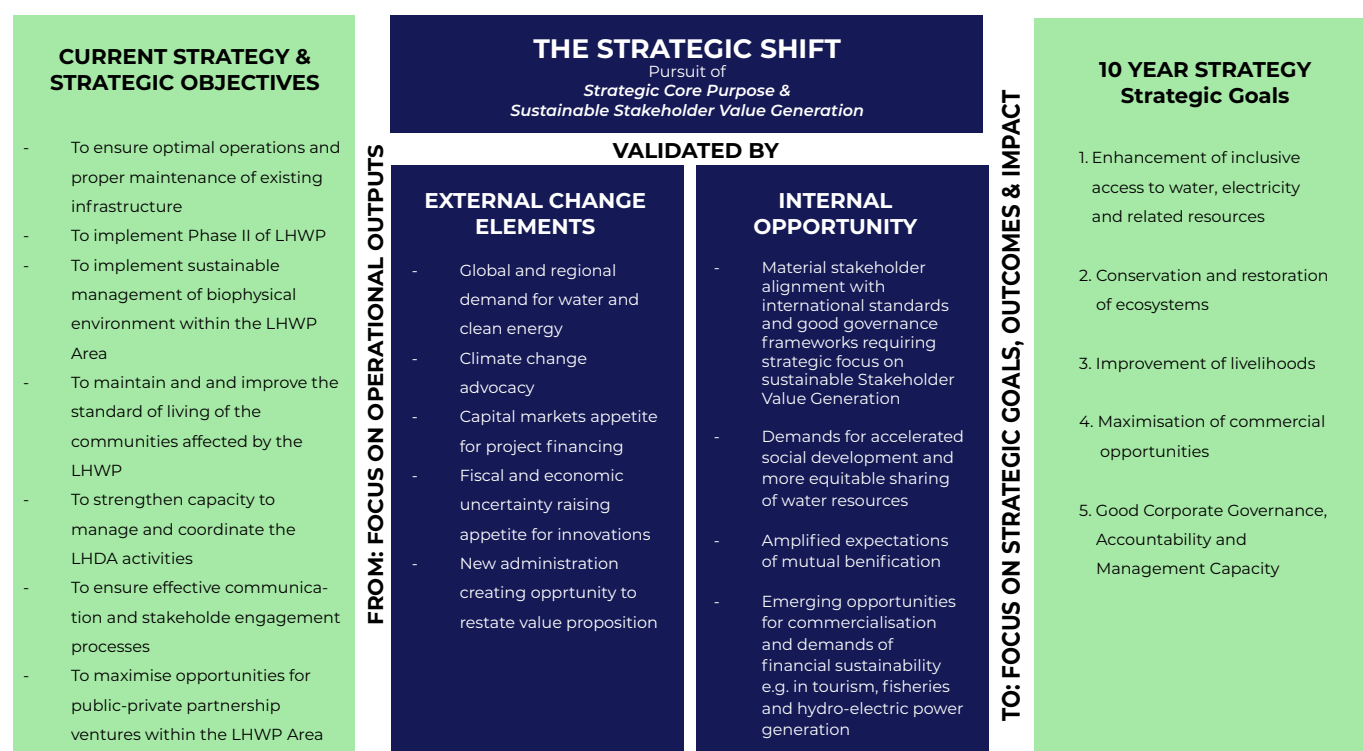 CURRENT STRATEGY &
STRATEGIC OBJECTIVES
- To ensure optimal operations and
proper maintenance of existing
infrastructure
- To implement Phase II of LHWP
- To implement sustainable
management of biophysical
environment within the LHWP
Area
- To maintain and and improve the
standard of living of the
communities affected by the
LHWP
- To strengthen capacity to
manage and coordinate the
LHDA activities
- To ensure effective communica-
tion and stakeholde engagement
processes
- To maximise opportunities for
public-private partnership
ventures within the LHWP Area
FROM: FOCUS ON OPERATIONAL OUTPUTS
THE STRATEGIC SHIFT
Pursuit of
Strategic Core Purpose &
Sustainable Stakeholder Value Generation
VALIDATED BY
EXTERNAL CHANGE
ELEMENTS
- Global and regional
demand for water and
clean energy
- Climate change
advocacy
- Capital markets appetite
for project financing
- Fiscal and economic
uncertainty raising
appetite for innovations
- New administration
creating opprtunity to
restate value proposition
INTERNAL
OPPORTUNITY
- Material stakeholder
alignment with
international standards
and good governance
frameworks requiring
strategic focus on
sustainable Stakeholder
Value Generation
- Demands for accelerated
social development and
more equitable sharing
of water resources
- Amplified expectations
of mutual benification
- Emerging opportunities
for commercialisation
and demands of
financial sustainability
e.g. in tourism, fisheries
and hydro-electric power
generation
TO: FOCUS ON STRATEGIC GOALS, OUTCOMES & IMPACT
10 YEAR STRATEGY
Strategic Goals
1. Enhancement of inclusive
access to water, electricity
and related resources
2. Conservation and restoration
of ecosystems
3. Improvement of livelihoods
4. Maximisation of commercial
opportunities
5. Good Corporate Governance,
Accountability and
Management Capacity